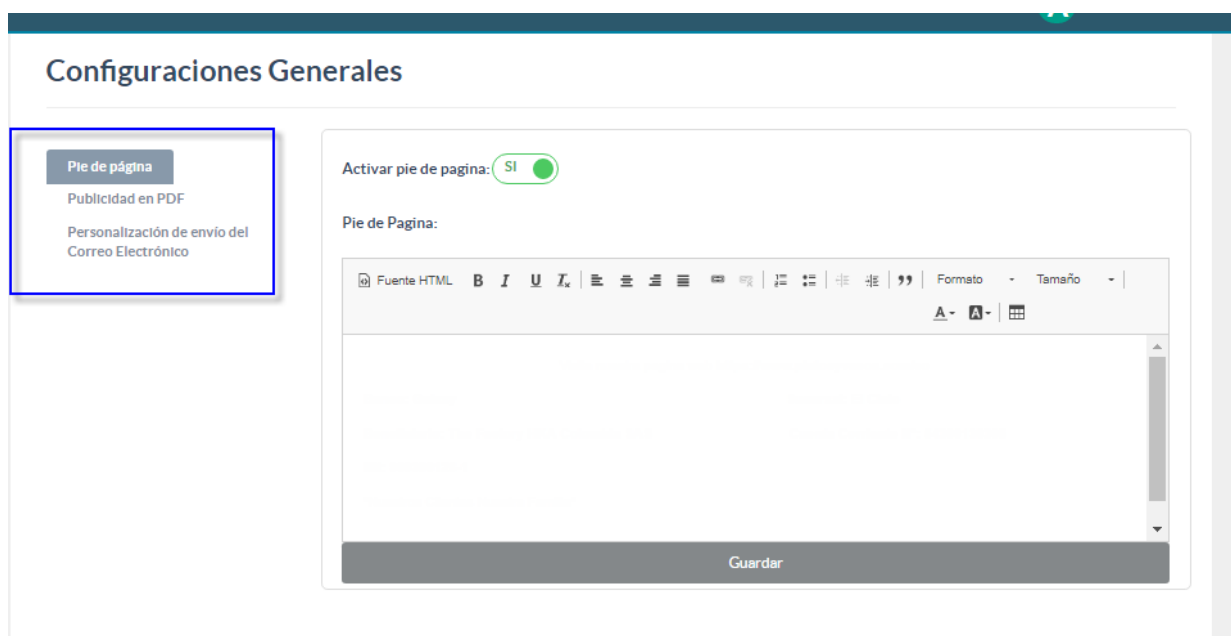 Configuraciones Generales
Pie de página
Publicidad en PDF
Personalización de envío del
Correo Electrónico
Activar pie de pagina: SI
Pie de Pagina:
Fuente HTML B I U Ix Formato Tamaño
A A
Guardar